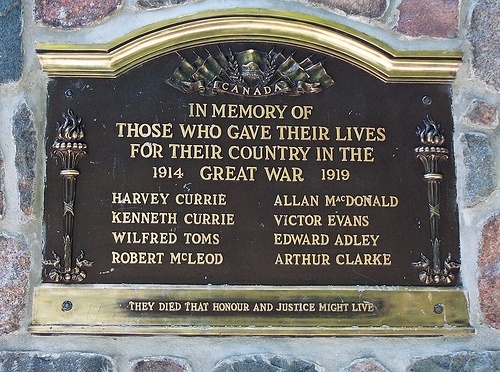 CANADA
IN MEMORY OF
THOSE WHO GAVE THEIR LIVES
FOR THEIR COUNTRY IN THE
1914 GREAT WAR 1919
HARVEY CURRIE
KENNETH CURRIE
WILFRED TOMS
ROBERT McLEOD
ALLAN MacDONALD
VICTOR EVANS
EDWARD ADLEY
ARTHUR CLARKE
THEY DIED THAT HONOUR AND JUSTICE MIGHT LIVE